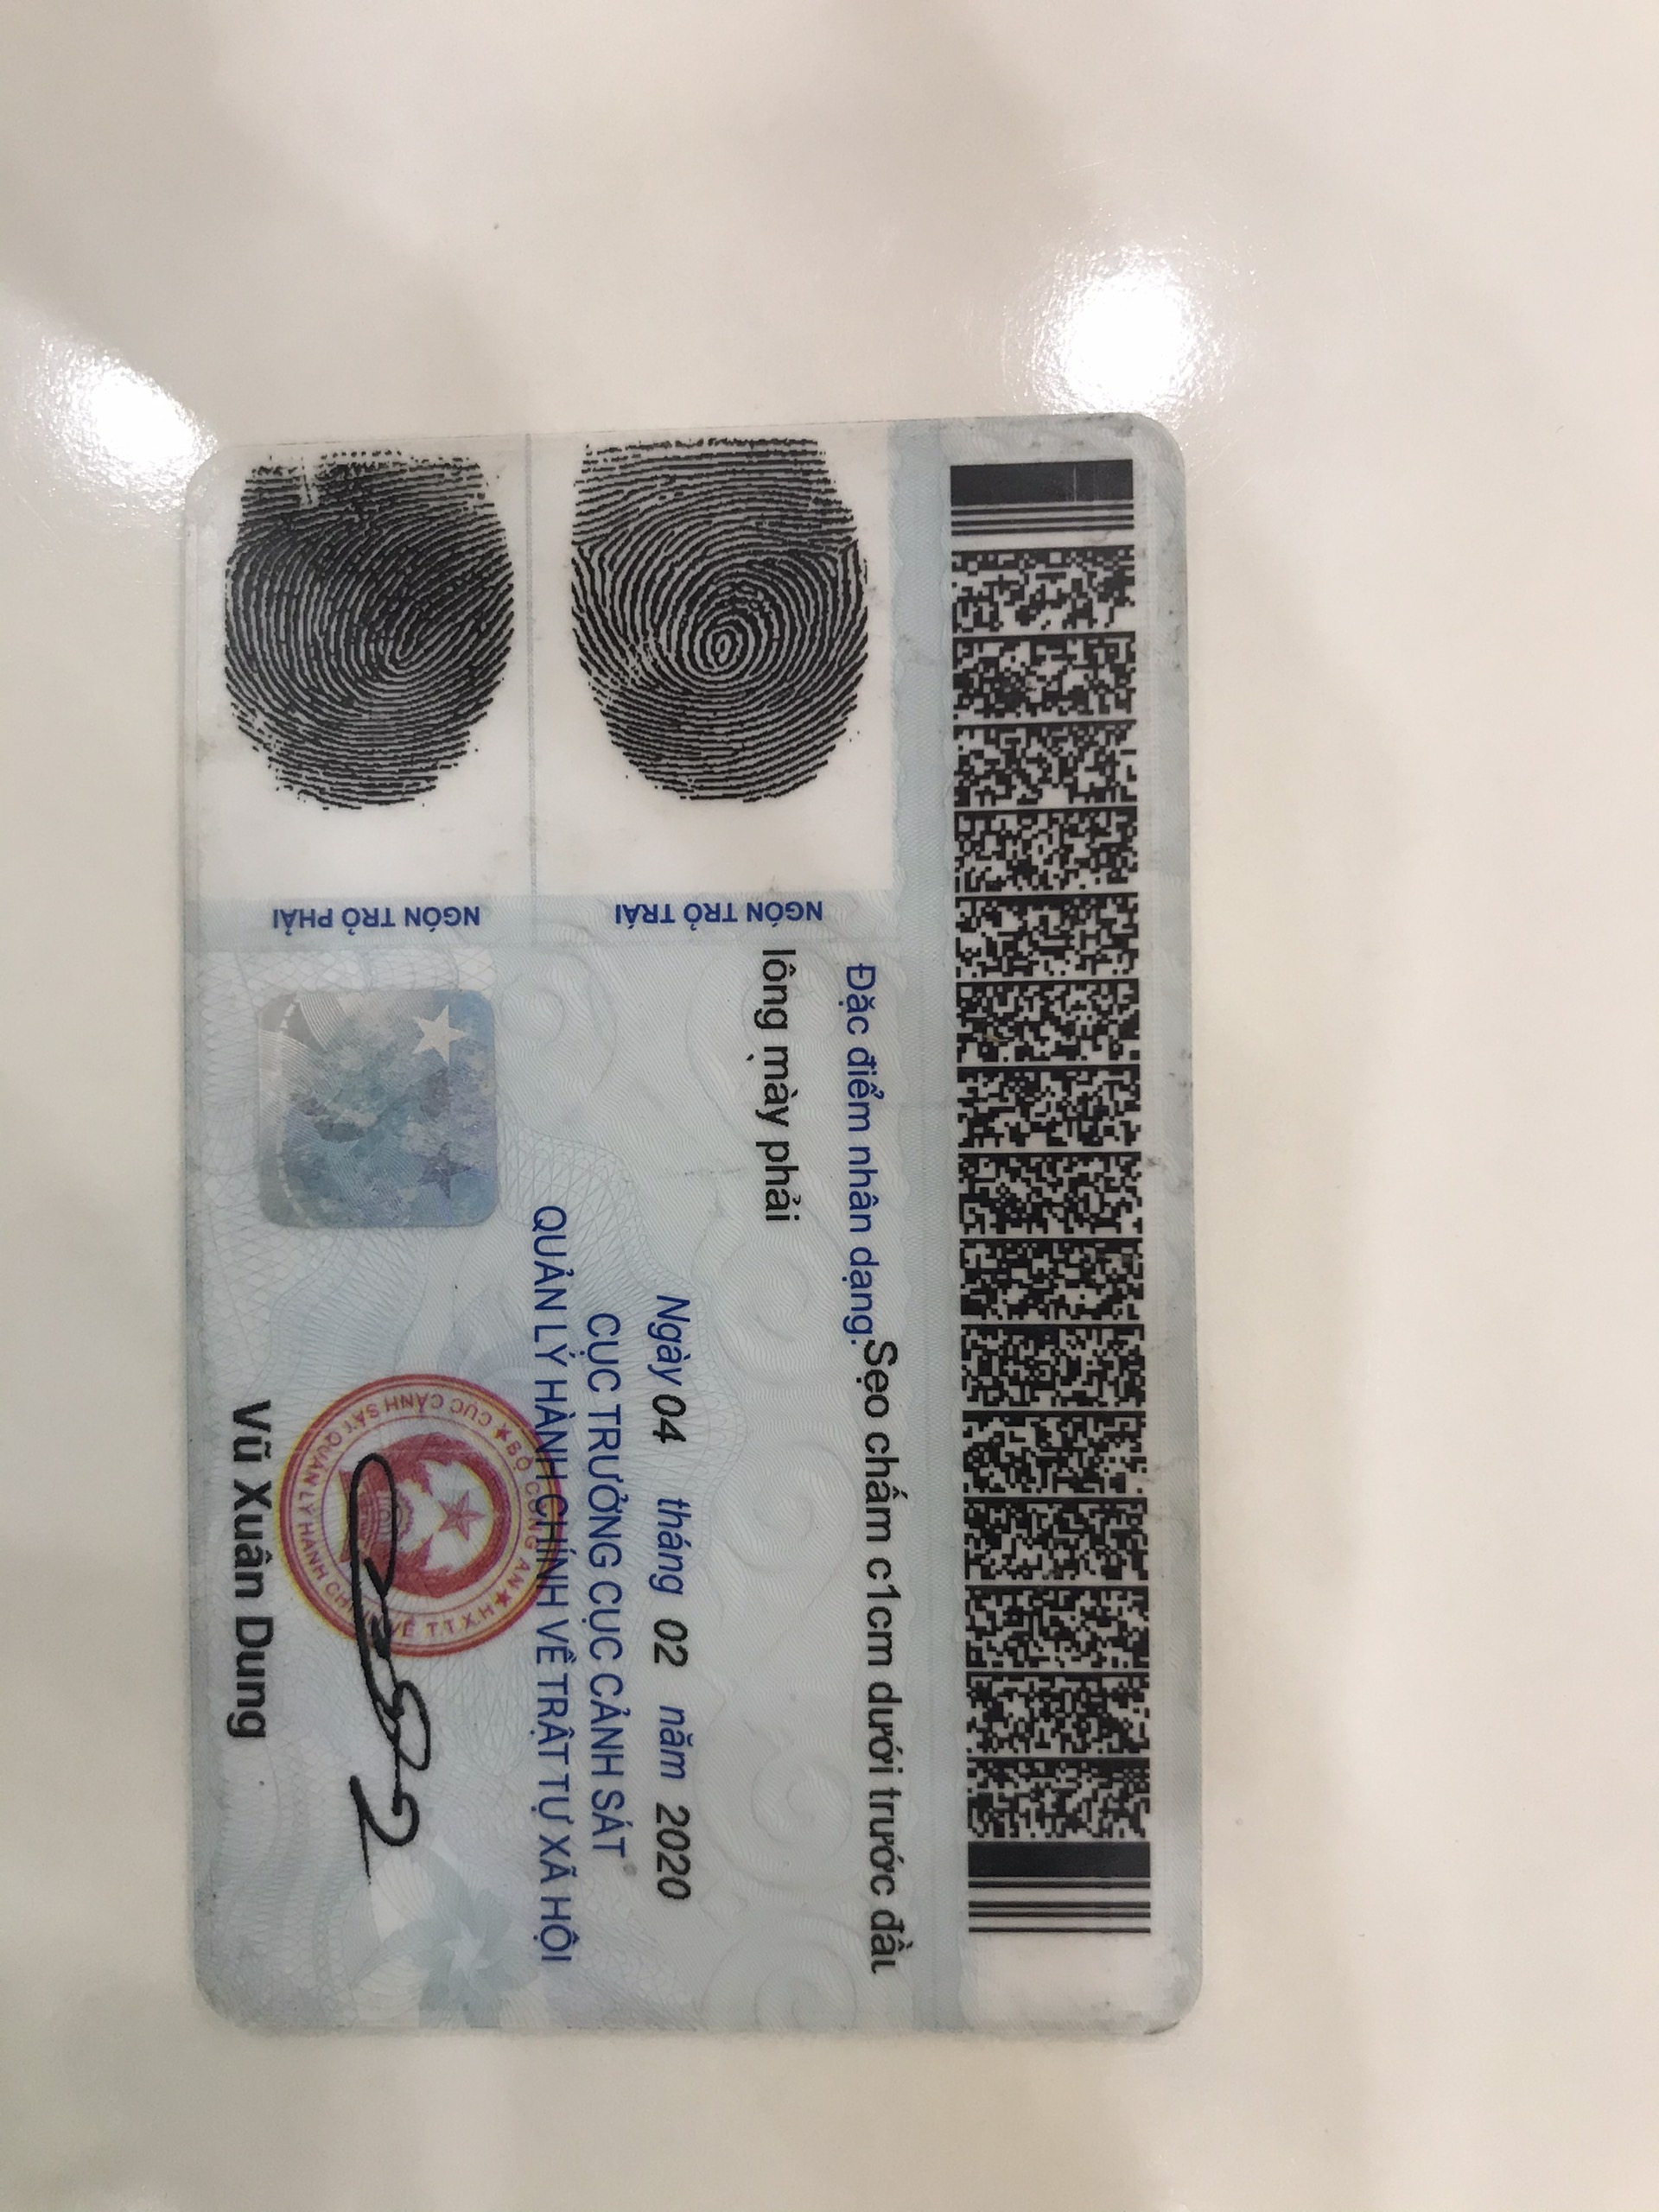 Đặc điểm nhân dạng: Sẹo chấm c1cm dưới trước đầu
lông mày phải
NGÓN TRỎ TRÁI
NGÓN TRỎ PHẢI
Ngày 04 tháng 02 năm 2020
CỤC TRƯỞNG CỤC CẢNH SÁT
QUẢN LÝ HÀNH CHÍNH VỀ TRẬT TỰ XÃ HỘI
BỘ CÔNG AN
CỤC CẢNH SÁT QUẢN LÝ HÀNH CHÍNH VỀ T.T.X.H
Vũ Xuân Dung